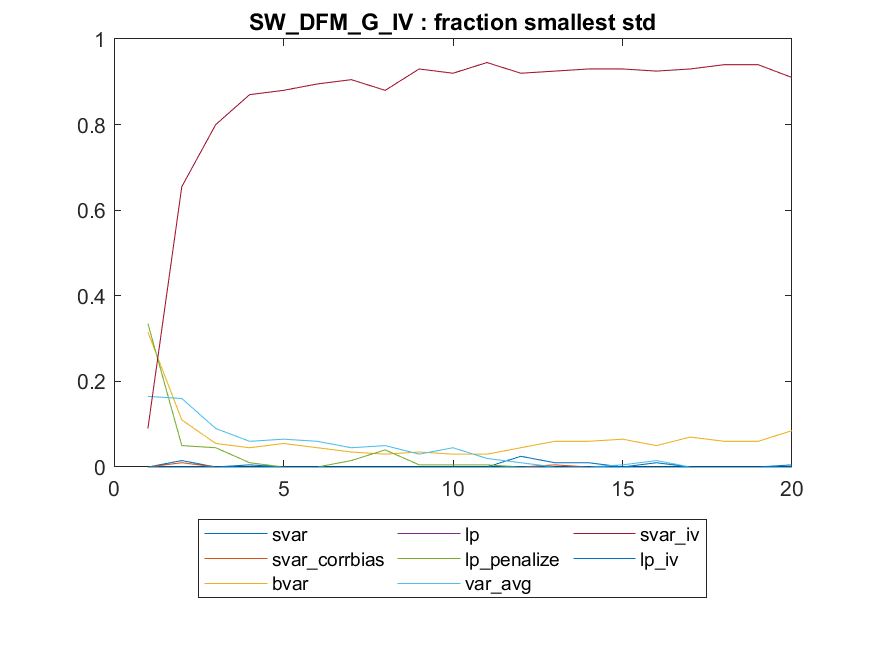 SW_DFM_G_IV : fraction smallest std
1
0.8
0.6
0.4
0.2
0
0 5 10 15 20
svar lp svar_iv
svar_corrbias lp_penalize lp_iv
bvar var_avg